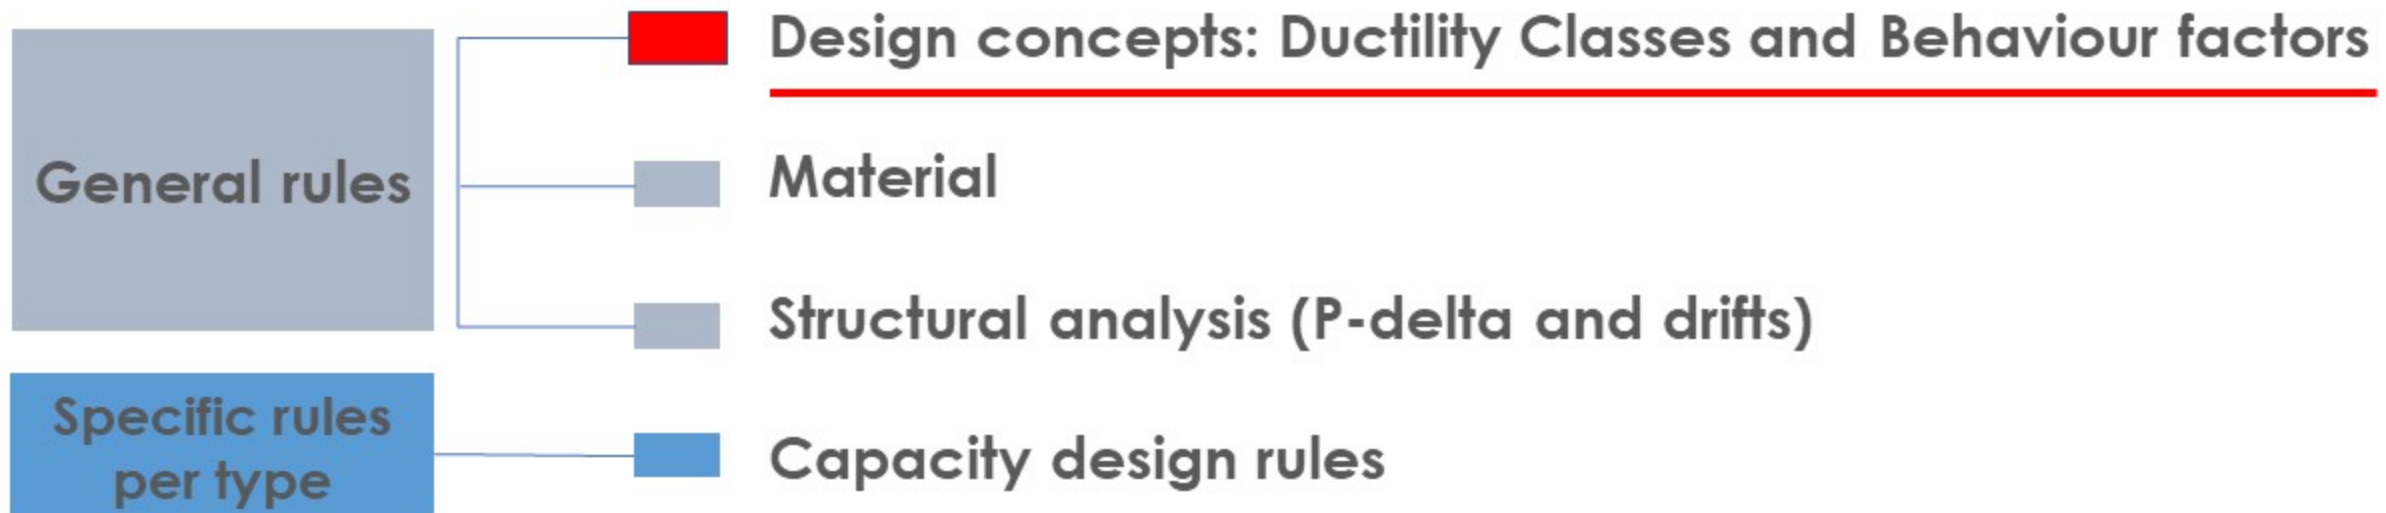 Design concepts: Ductility Classes and Behaviour factors
General rules
Material
Structural analysis (P-delta and drifts)
Specific rules
per type
Capacity design rules